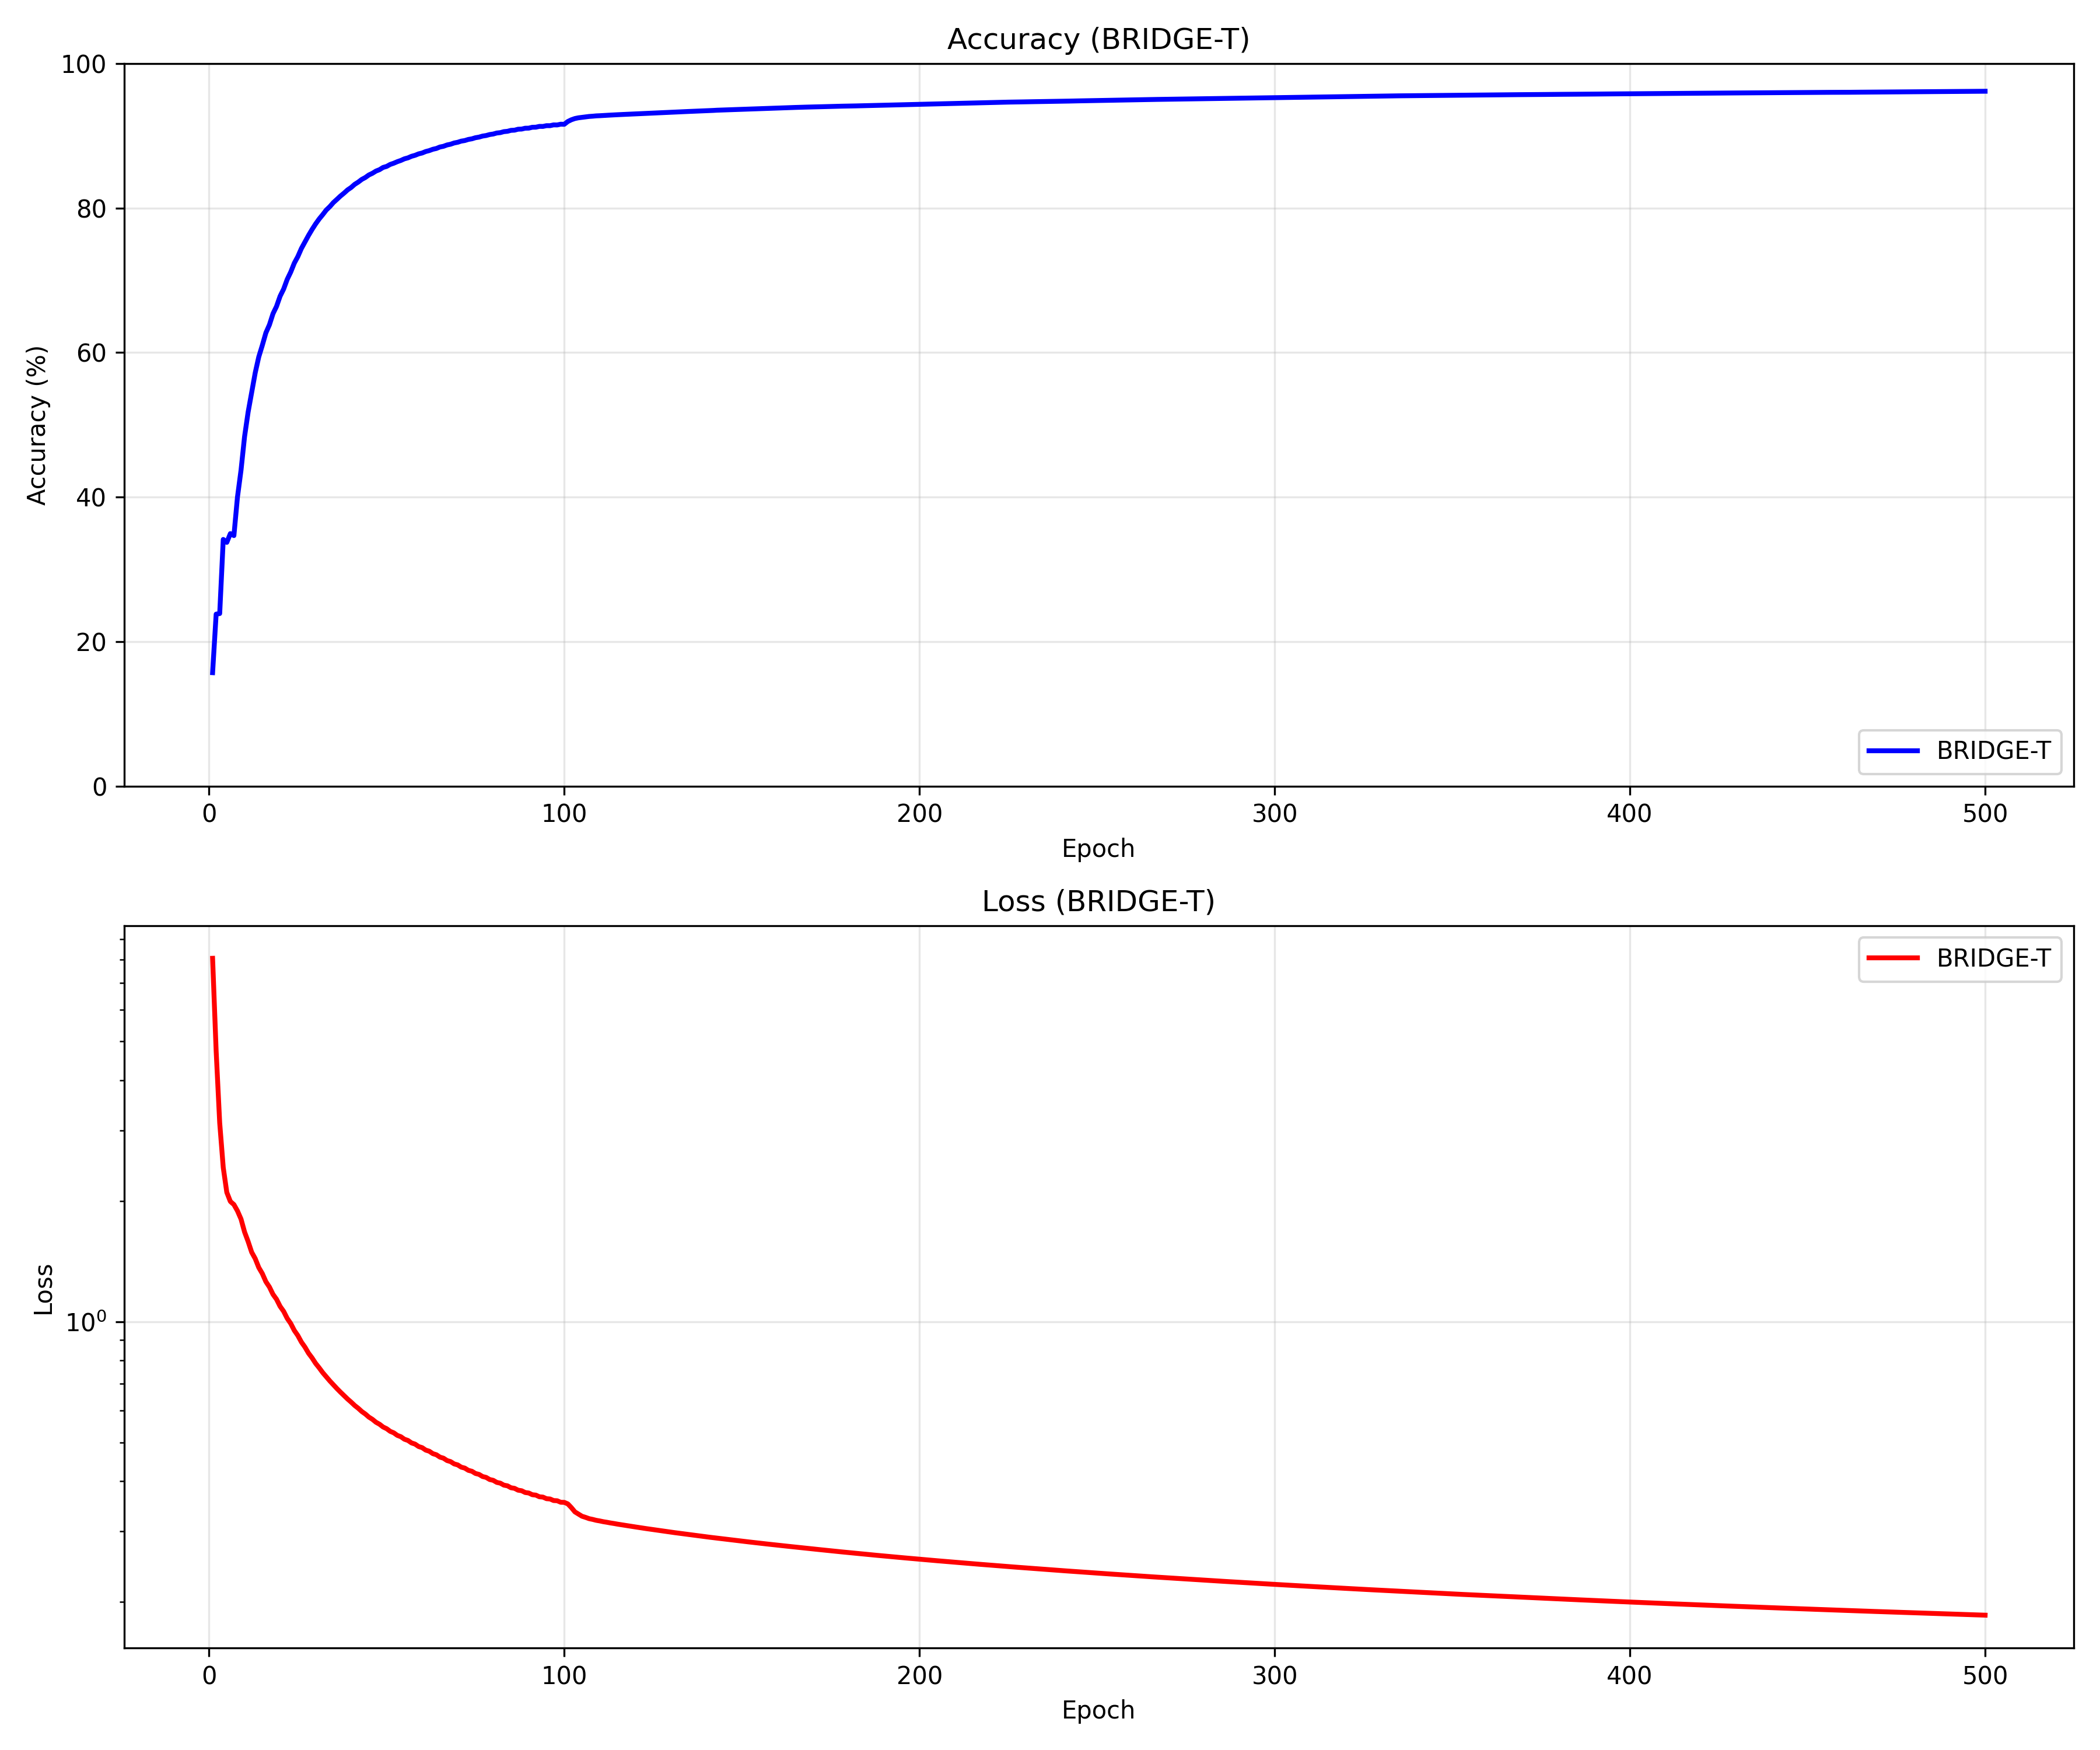 Accuracy (BRIDGE-T)
100
80
60
40
20
0
Accuracy (%)
BRIDGE-T
0 100 200 300 400 500
Epoch
Loss (BRIDGE-T)
BRIDGE-T
Loss
10⁰
0 100 200 300 400 500
Epoch